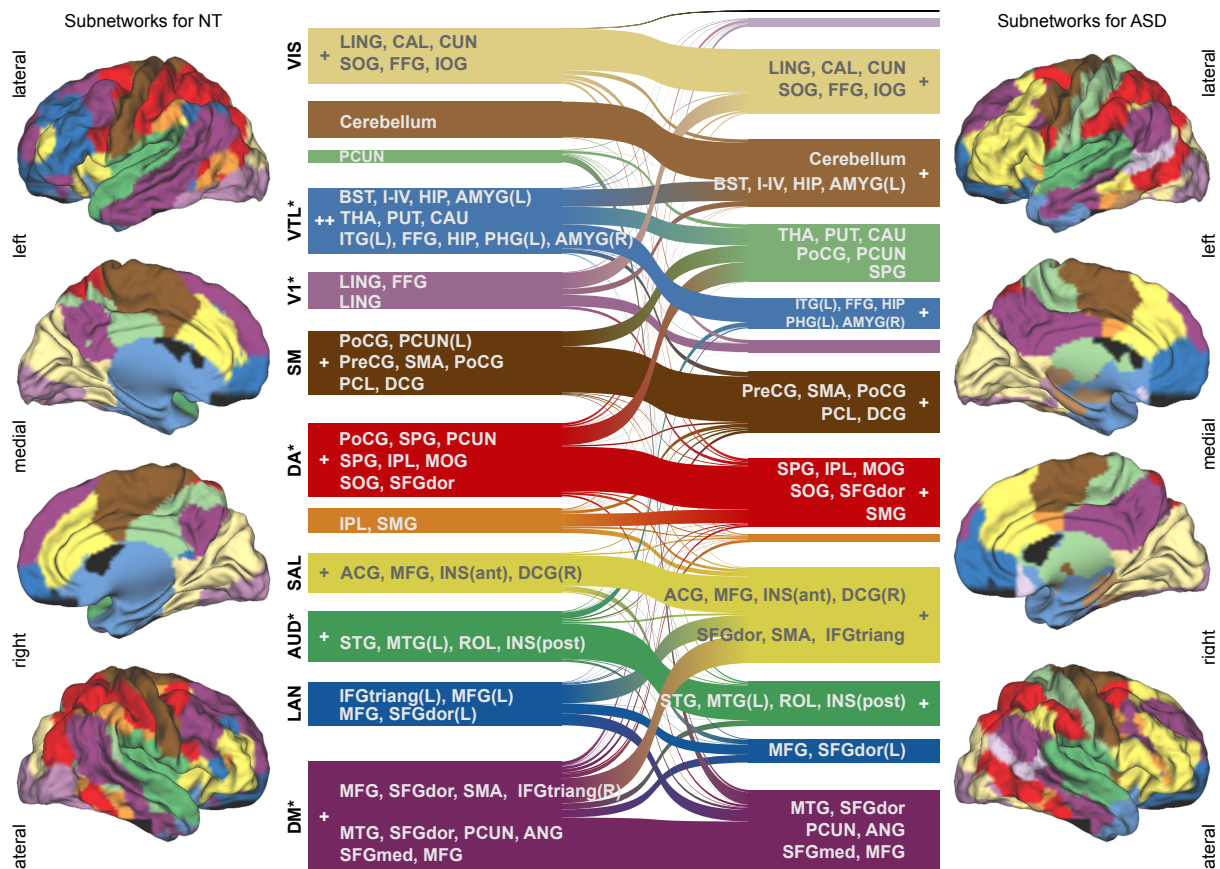 Subnetworks for NT
Subnetworks for ASD
lateral
left
medial
right
ateral
VIS
+ LING, CAL, CUN
SOG, FFG, IOG
Cerebellum
PCUN
VTL*
BST, I-IV, HIP, AMYG(L)
++ THA, PUT, CAU
ITG(L), FFG, HIP, PHG(L), AMYG(R)
V1*
LING, FFG
LING
SM
PoCG, PCUN(L)
+ PreCG, SMA, PoCG
PCL, DCG
DA*
PoCG, SPG, PCUN
+ SPG, IPL, MOG
SOG, SFGdor
IPL, SMG
SAL
+ ACG, MFG, INS(ant), DCG(R)
AUD*
+ STG, MTG(L), ROL, INS(post)
LAN
IFGtriang(L), MFG(L)
MFG, SFGdor(L)
DM*
MFG, SFGdor, SMA, IFGtriang(R)
+
MTG, SFGdor, PCUN, ANG
SFGmed, MFG
LING, CAL, CUN +
SOG, FFG, IOG
Cerebellum
+
BST, I-IV, HIP, AMYG(L)
THA, PUT, CAU
PoCG, PCUN
SPG
ITG(L), FFG, HIP +
PHG(L), AMYG(R)
PreCG, SMA, PoCG +
PCL, DCG
SPG, IPL, MOG
SOG, SFGdor +
SMG
ACG, MFG, INS(ant), DCG(R)
+
SFGdor, SMA, IFGtriang
STG, MTG(L), ROL, INS(post) +
MFG, SFGdor(L)
MTG, SFGdor
PCUN, ANG
SFGmed, MFG
lateral
left
medial
right
ateral